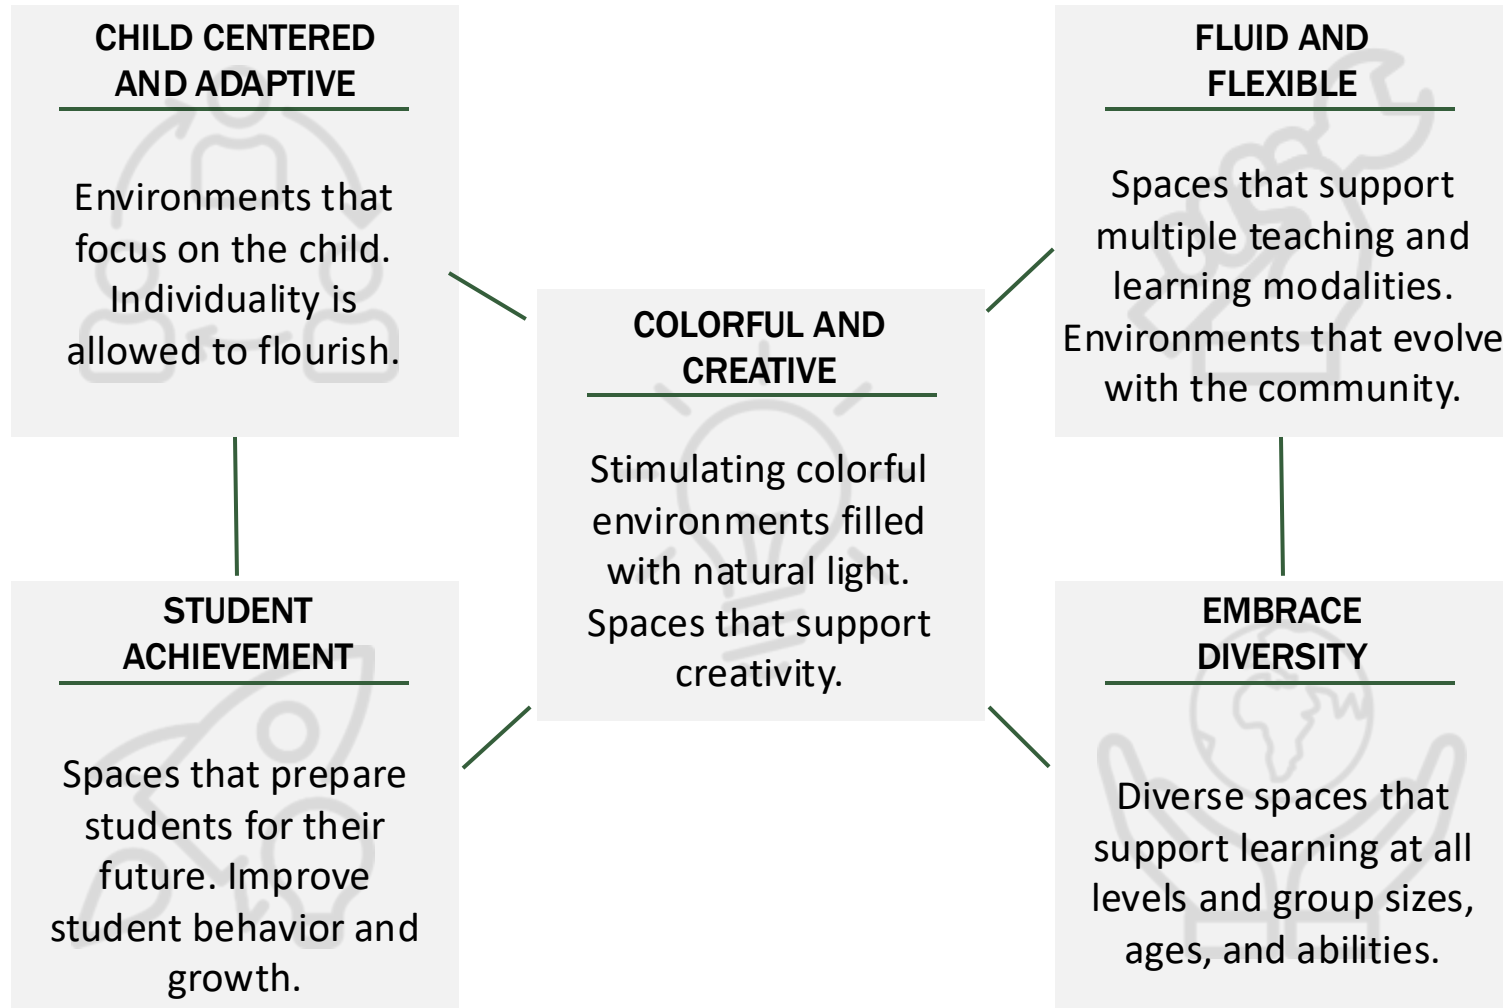 CHILD CENTERED
AND ADAPTIVE
Environments that
focus on the child.
Individuality is
allowed to flourish.
FLUID AND
FLEXIBLE
Spaces that support
multiple teaching and
learning modalities.
Environments that evolve
with the community.
COLORFUL AND
CREATIVE
Stimulating colorful
environments filled
with natural light.
Spaces that support
creativity.
STUDENT
ACHIEVEMENT
Spaces that prepare
students for their
future. Improve
student behavior and
growth.
EMBRACE
DIVERSITY
Diverse spaces that
support learning at all
levels and group sizes,
ages, and abilities.